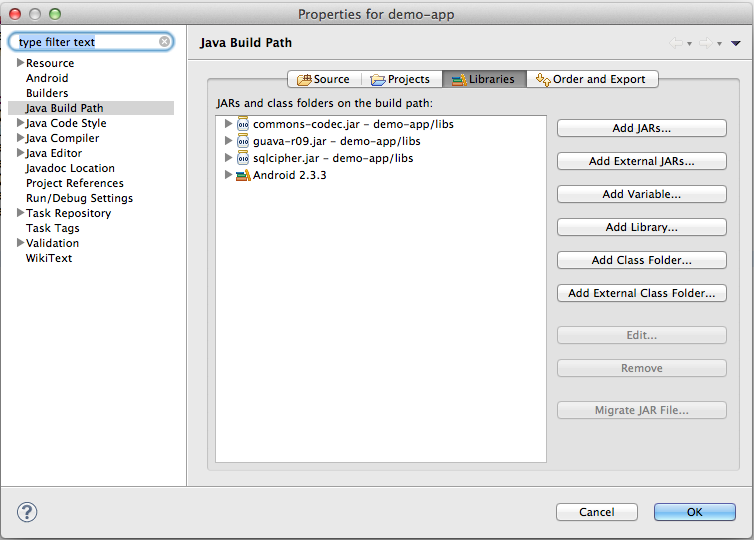 Properties for demo-app
type filter text
Resource
Android
Builders
Java Build Path
Java Code Style
Java Compiler
Java Editor
Javadoc Location
Project References
Run/Debug Settings
Task Repository
Task Tags
Validation
WikiText
Java Build Path
Source Projects Libraries Order and Export
JARs and class folders on the build path:
commons-codec.jar - demo-app/libs
guava-r09.jar - demo-app/libs
sqlcipher.jar - demo-app/libs
Android 2.3.3
Add JARs...
Add External JARs...
Add Variable...
Add Library...
Add Class Folder...
Add External Class Folder...
Edit...
Remove
Migrate JAR File...
?
Cancel OK